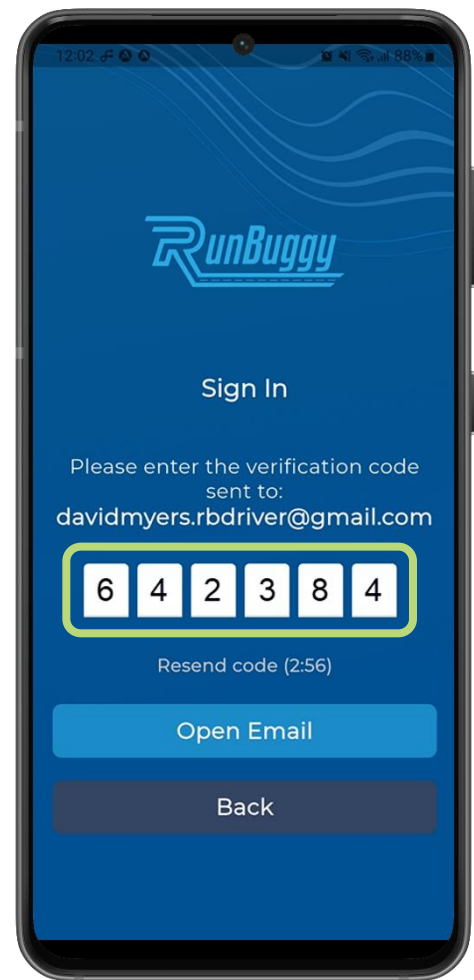 12:02
88%
RunBuggy
Sign In
Please enter the verification code
sent to:
davidmyers.rbdriver@gmail.com
6 4 2 3 8 4
Resend code (2:56)
Open Email
Back